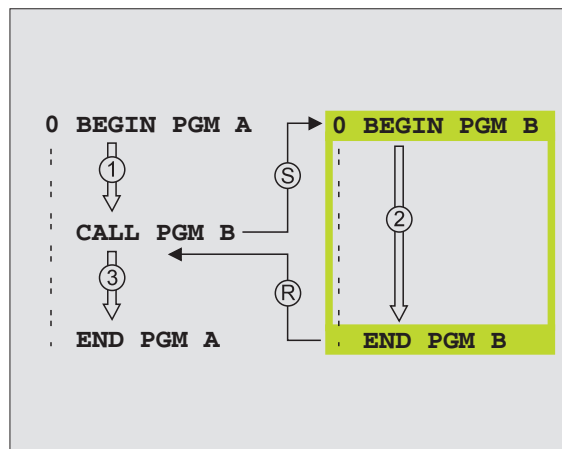 0 BEGIN PGM A
1
S
CALL PGM B
3
R
END PGM A
0 BEGIN PGM B
2
END PGM B